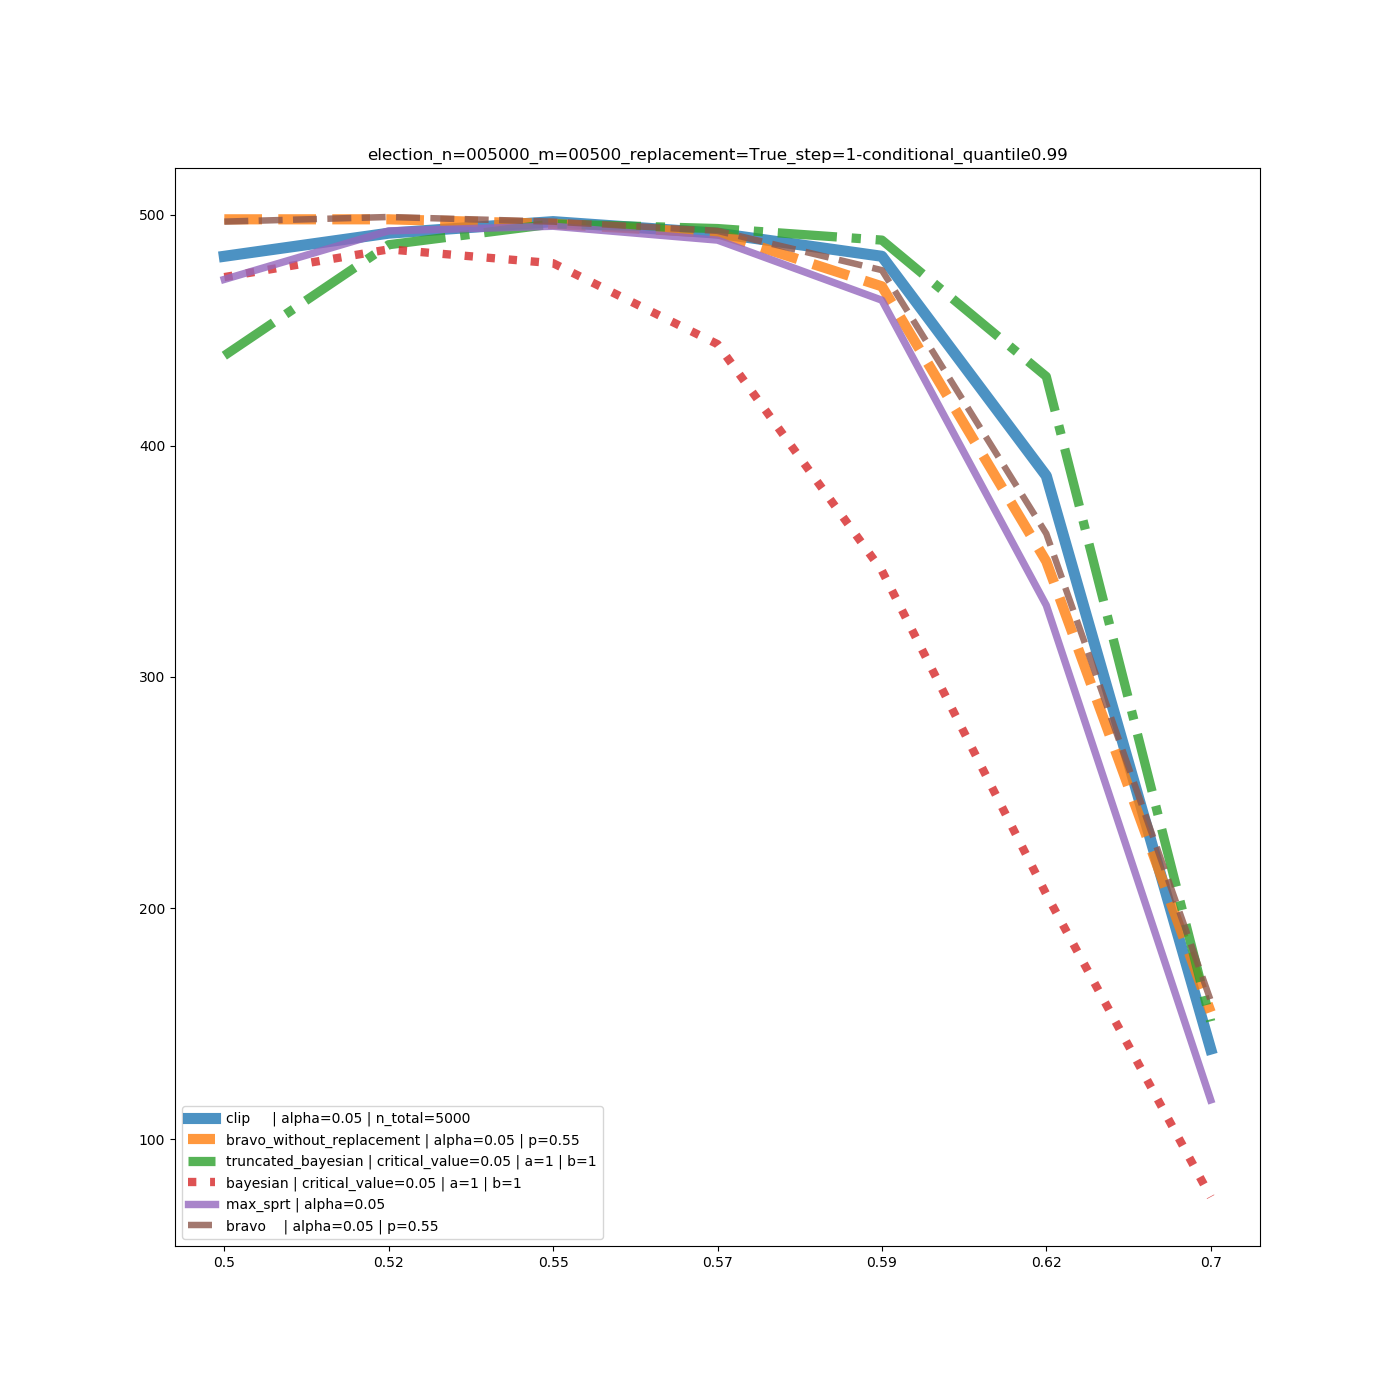 election_n=005000_m=00500_replacement=True_step=1-conditional_quantile0.99
500
400
300
200
100
clip     | alpha=0.05 | n_total=5000
bravo_without_replacement | alpha=0.05 | p=0.55
truncated_bayesian | critical_value=0.05 | a=1 | b=1
bayesian | critical_value=0.05 | a=1 | b=1
max_sprt | alpha=0.05
bravo    | alpha=0.05 | p=0.55
0.5 0.52 0.55 0.57 0.59 0.62 0.7